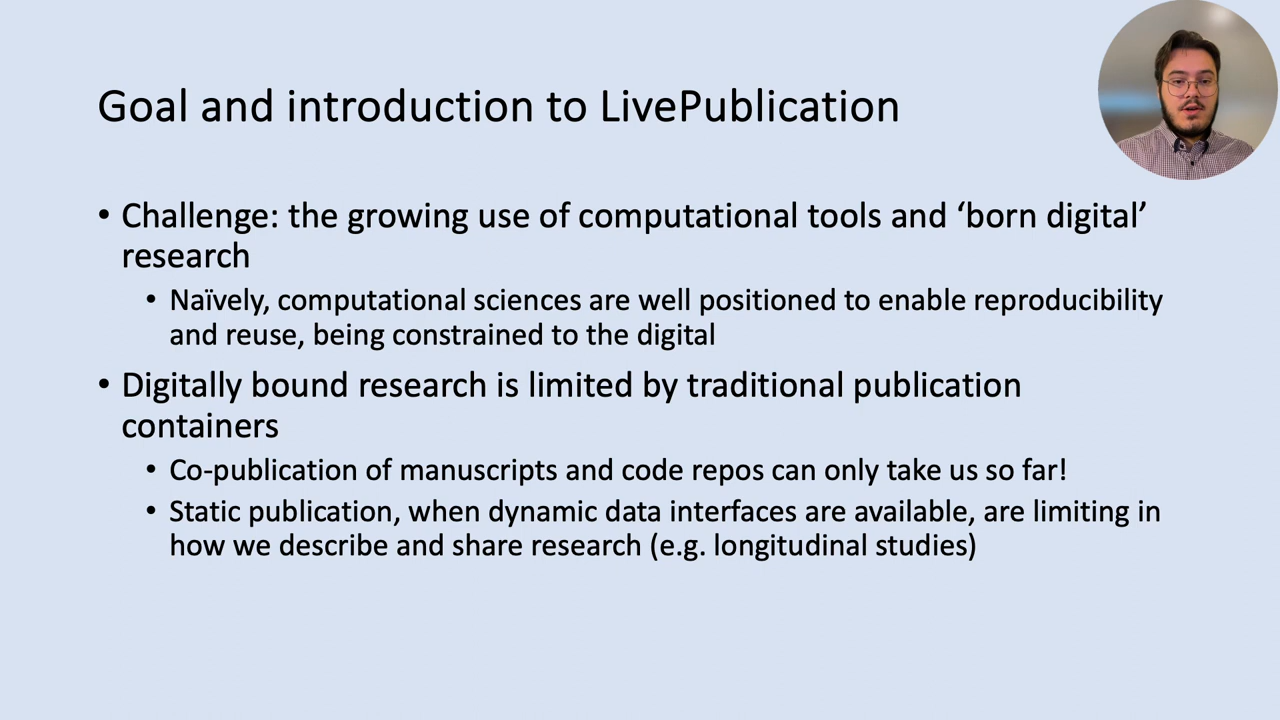 Goal and introduction to LivePublication
• Challenge: the growing use of computational tools and ‘born digital’
research
• Naïvely, computational sciences are well positioned to enable reproducibility
and reuse, being constrained to the digital
• Digitally bound research is limited by traditional publication
containers
• Co-publication of manuscripts and code repos can only take us so far!
• Static publication, when dynamic data interfaces are available, are limiting in
how we describe and share research (e.g. longitudinal studies)